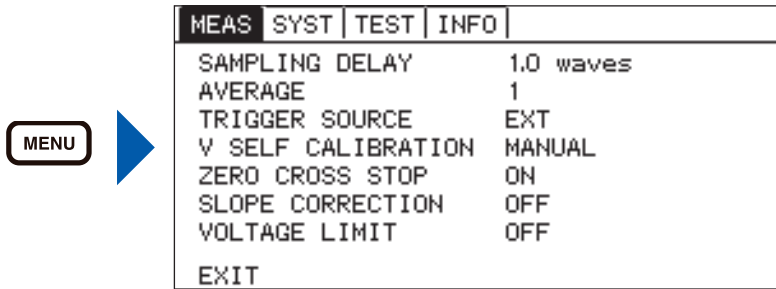 MENU
MEAS SYST TEST INFO
SAMPLING DELAY 1.0 waves
AVERAGE 1
TRIGGER SOURCE EXT
V SELF CALIBRATION MANUAL
ZERO CROSS STOP ON
SLOPE CORRECTION OFF
VOLTAGE LIMIT OFF
EXIT